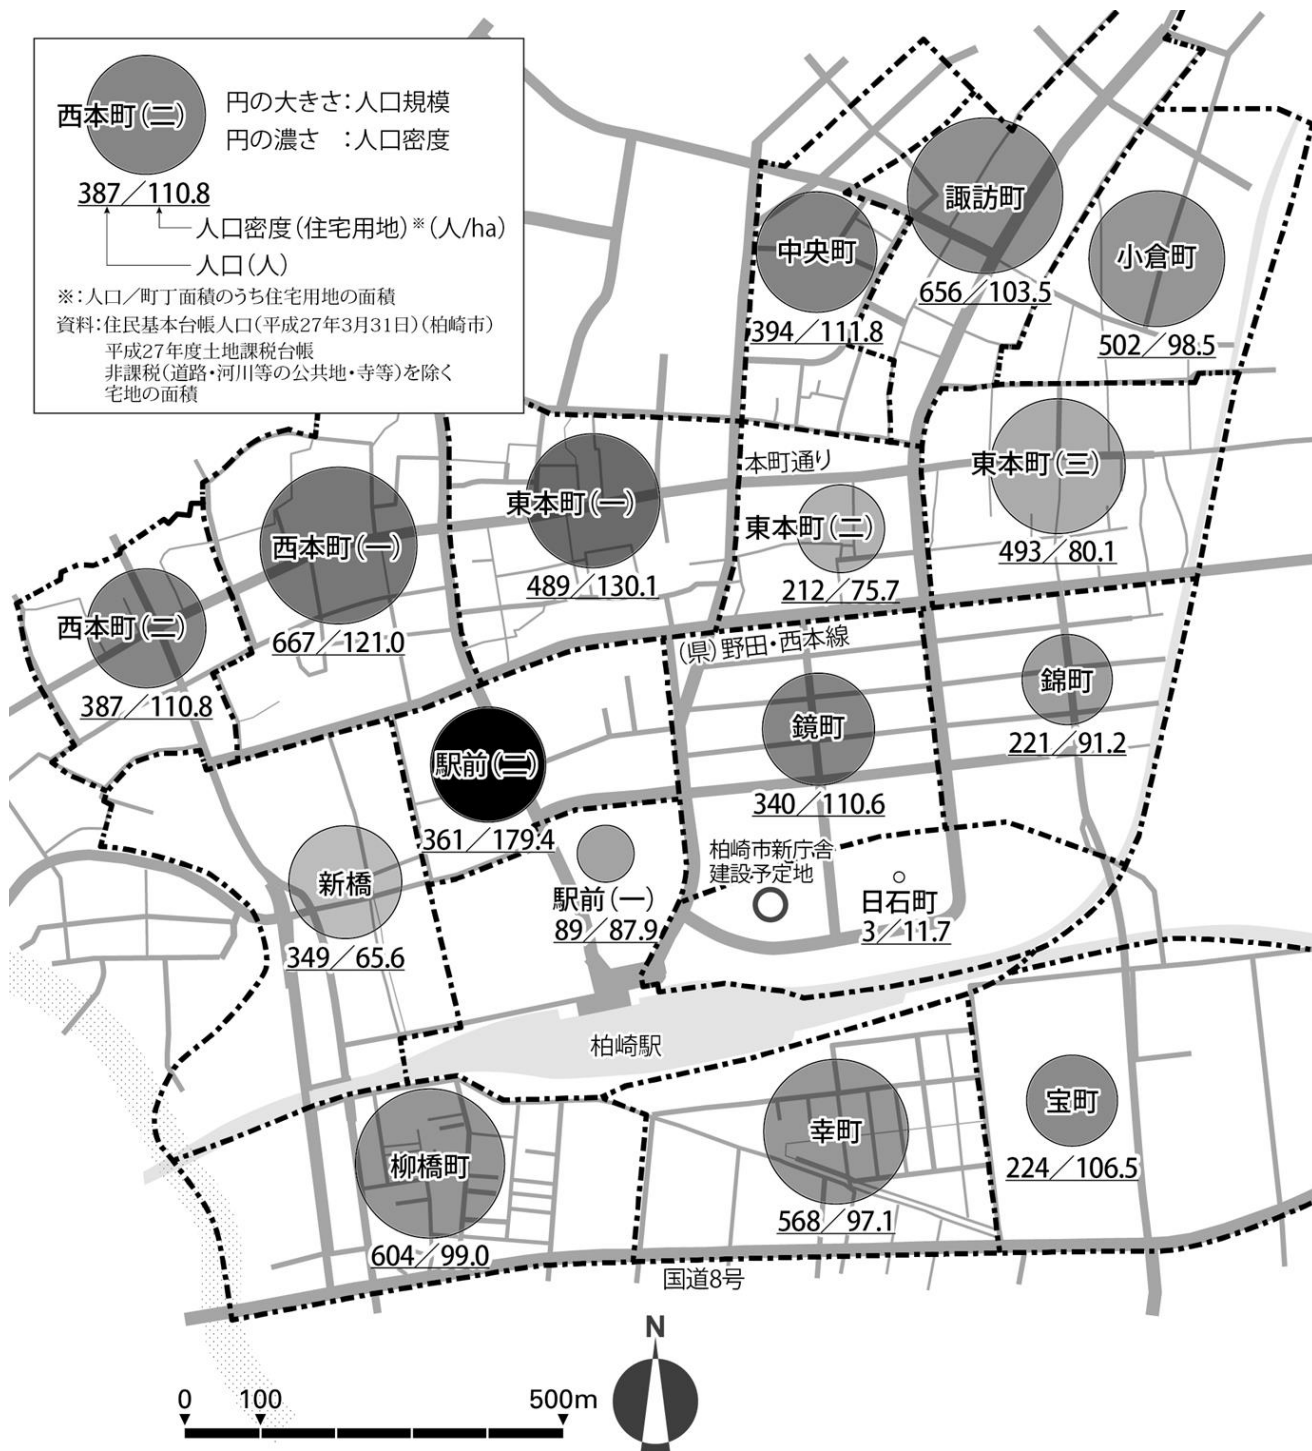 西本町(二)
円の大きさ：人口規模
円の濃さ　：人口密度
387／110.8
人口密度(住宅用地)※(人/ha)
人口(人)
※：人口／町丁面積のうち住宅用地の面積
資料：住民基本台帳人口(平成27年3月31日)(柏崎市)
平成27年度土地課税台帳
非課税(道路・河川等の公共地・寺等)を除く
宅地の面積
諏訪町
656／103.5
中央町
394／111.8
小倉町
502／98.5
本町通り
東本町(三)
493／80.1
東本町(一)
489／130.1
東本町(二)
212／75.7
西本町(一)
667／121.0
西本町(二)
387／110.8
(県)野田・西本線
錦町
221／91.2
鏡町
340／110.6
駅前(二)
361／179.4
柏崎市新庁舎
建設予定地
駅前(一)
89／87.9
日石町
3／11.7
新橋
349／65.6
柏崎駅
宝町
224／106.5
幸町
568／97.1
柳橋町
604／99.0
国道8号
N
0 100 500m